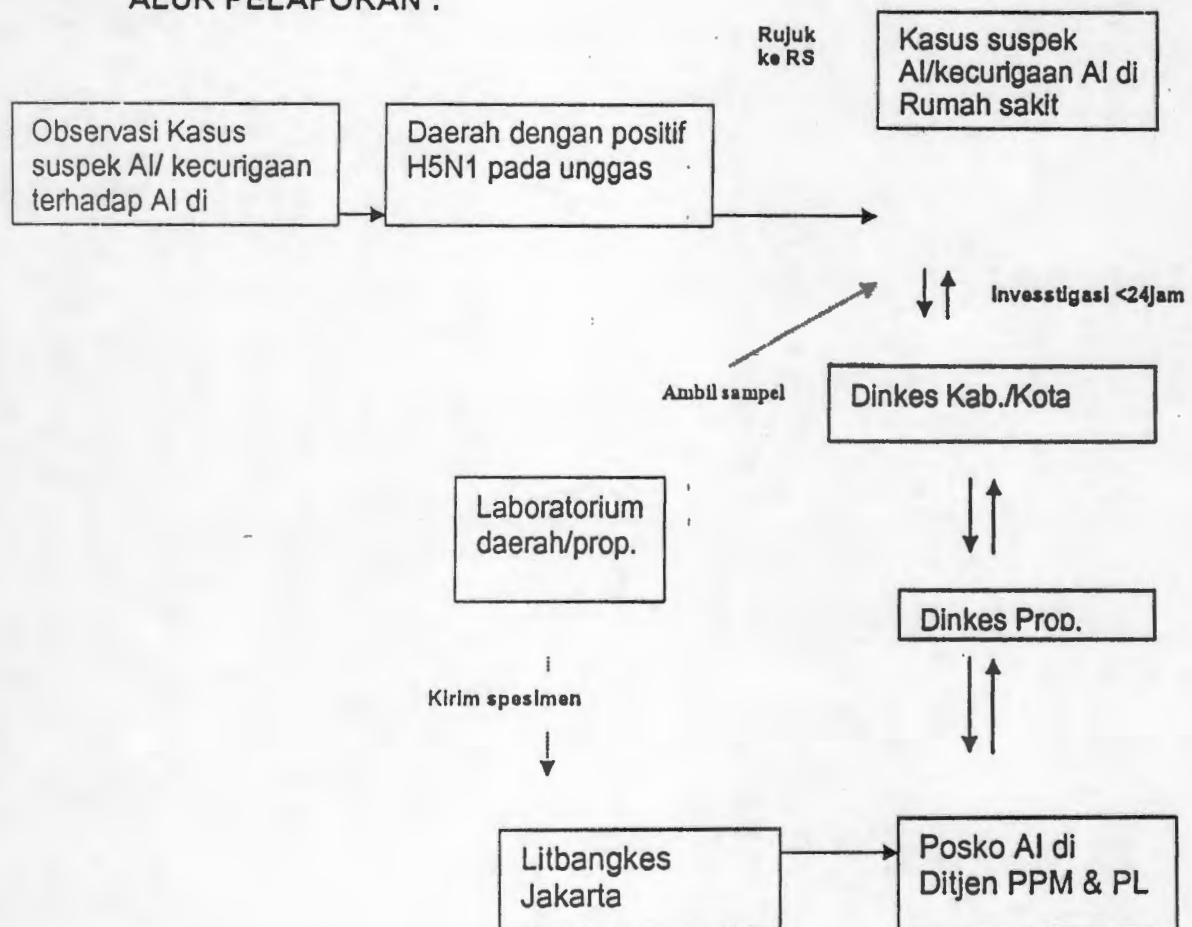 ALUR PELAPORAN :
Rujuk
ke RS
Kasus suspek
AI/kecurigaan AI di
Rumah sakit
Observasi Kasus
suspek AI/ kecurigaan
terhadap AI di
Daerah dengan positif
H5N1 pada unggas
Invesstigasi <24jam
Ambil sampel
Dinkes Kab./Kota
Laboratorium
daerah/prop.
Dinkes Prop.
Kirim spesimen
Litbangkes
Jakarta
Posko AI di
Ditjen PPM & PL